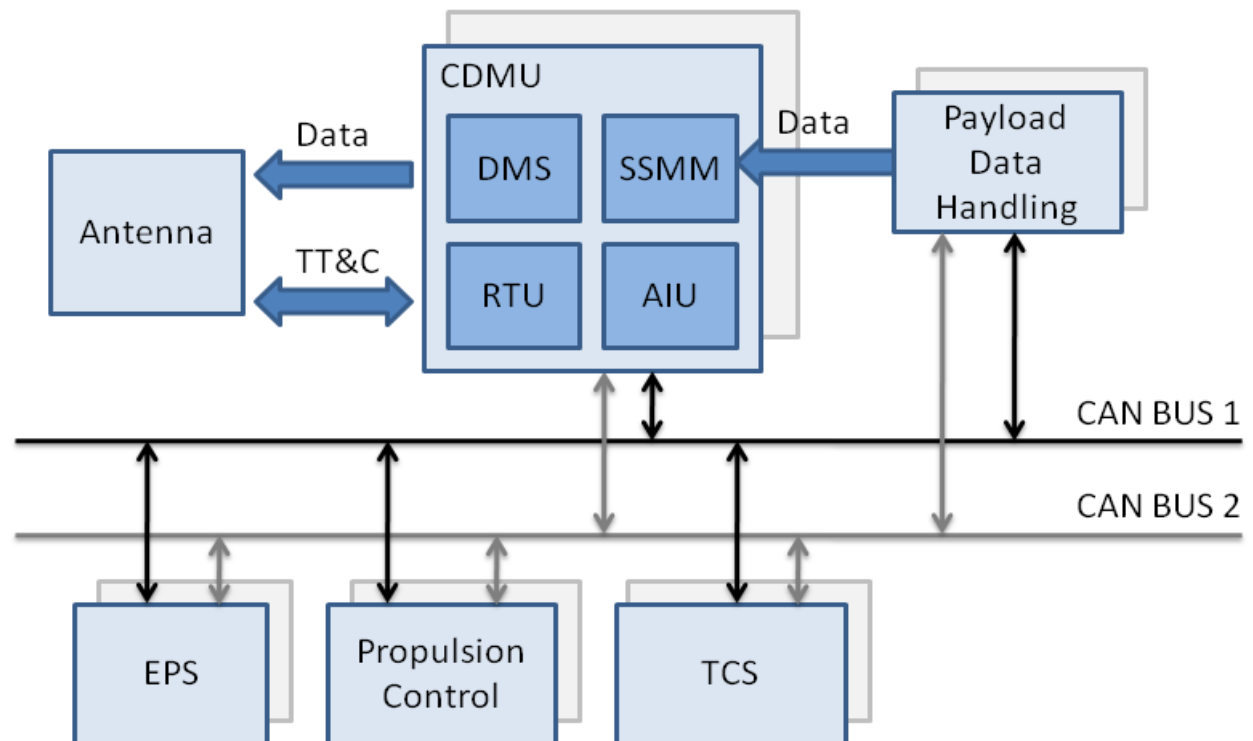 CDMU
Data
DMS
SSMM
Data
Payload
Data
Handling
Antenna
TT&C
RTU
AIU
CAN BUS 1
CAN BUS 2
EPS
Propulsion
Control
TCS